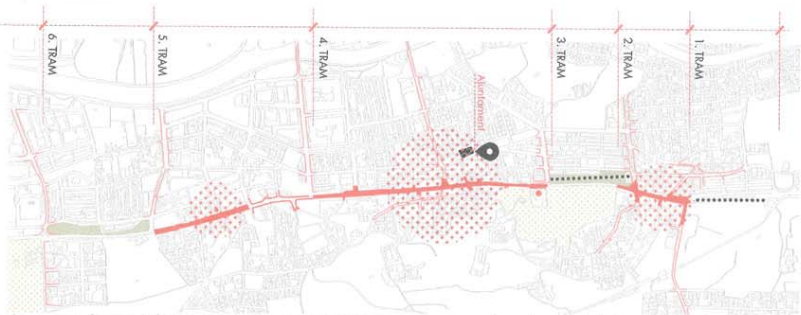 6. TRAM
5. TRAM
4. TRAM
Ajuntament
3. TRAM
2. TRAM
1. TRAM